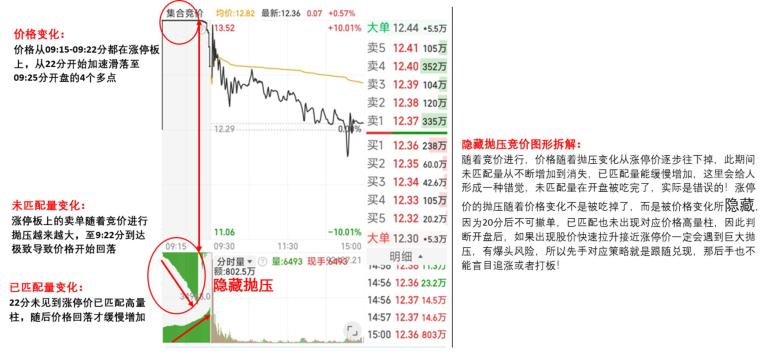 价格变化：
价格从09:15-09:22分都在涨停板
上，从22分开始加速滑落至
09:25分开盘的4个多点
未匹配量变化：
涨停板上的卖单随着竞价进行
抛压越来越大，至9:22分到达
极致导致价格开始回落
已匹配量变化：
22分未见到涨停价已匹配高量
柱，随后价格回落才缓慢增加
集合竞价 均价:12.82 最新:12.36 0.07 +0.57%
13.52 +10.01%
12.29 0.00%
11.06 -10.01%
09:15 09:30 11:30 15:00
分时量 量:6493 现手:6493
额:802.5万
隐藏抛压
大单 12.44 +5.5万
卖5 12.41 105万
卖4 12.40 352万
卖3 12.39 104万
卖2 12.38 120万
卖1 12.37 335万
买1 12.36 238万
买2 12.35 60.0万
买3 12.34 42.6万
买4 12.33 105万
买5 12.32 20.2万
大单 12.30 +5.3万
明细
14:56 12.36 11.3万
14:56 12.36 23.2万
14:56 12.37 14.5万
14:56 12.37 14.6万
15:00 12.36 803万
隐藏抛压竞价图形拆解：
随着竞价进行，价格随着抛压变化从涨停价逐步往下掉，此期间
未匹配量从不断增加到消失，已匹配量能缓慢增加，这里会给人
形成一种错觉，未匹配量在开盘被吃完了，实际是错误的！涨停
价的抛压随着价格变化不是被吃掉了，而是被价格变化所隐藏，
因为20分后不可撤单，已匹配也未出现对应价格高量柱，因此判
断开盘后，如果出现股价快速拉升接近涨停价一定会遇到巨大抛
压，有爆头风险，所以先手对应策略就是跟随兑现，那后手也不
能盲目追涨或者打板！